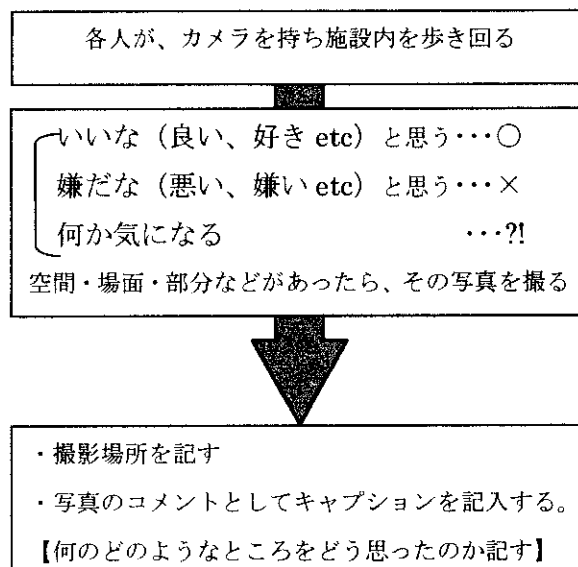 各人が、カメラを持ち施設内を歩き回る
いいな（良い、好き etc）と思う･･･○
嫌だな（悪い、嫌い etc）と思う･･･×
何か気になる ･･･?!
空間・場面・部分などがあったら、その写真を撮る
・撮影場所を記す
・写真のコメントとしてキャプションを記入する。
【何のどのようなところをどう思ったのか記す】